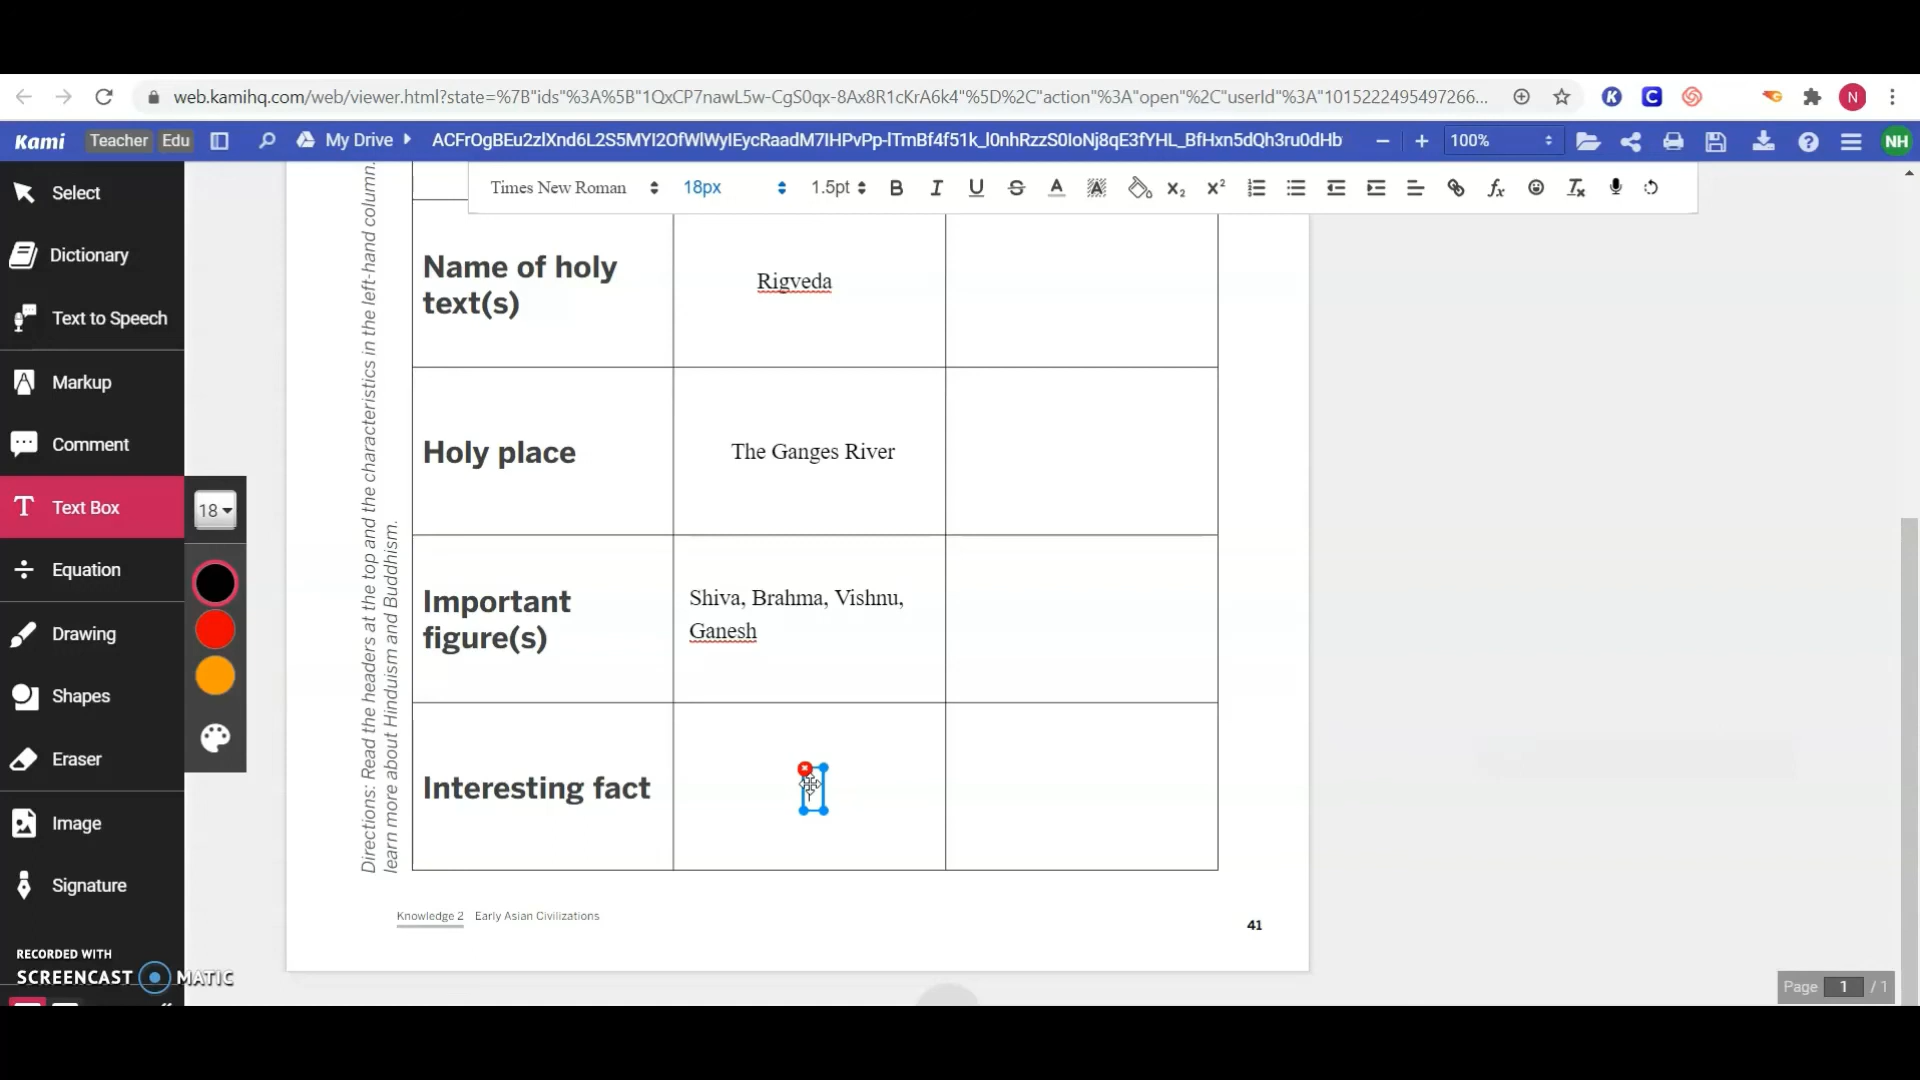 web.kamihq.com/web/viewer.html?state=%7B"ids"%3A%5B"1QxCP7nawL5w-CgS0qx-8Ax8R1cKrA6k4"%5D%2C"action"%3A"open"%2C"userId"%3A"1015222495497266...
N
Kami Teacher Edu My Drive ACFrOgBEu2zlXnd6L2S5MYI2OfWlWyIEycRaadM7IHPvPp-lTmBf4f51k_l0nhRzzS0IoNj8qE3fYHL_BfHxn5dQh3ru0dHb 100% NH
Times New Roman 18px 1.5pt
Select
Dictionary
Text to Speech
Markup
Comment
Text Box
18
Equation
Drawing
Shapes
Eraser
Image
Signature
Directions: Read the headers at the top and the characteristics in the left-hand column.
learn more about Hinduism and Buddhism.
Name of holy
text(s)
Rigveda
Holy place
The Ganges River
Important
figure(s)
Shiva, Brahma, Vishnu,
Ganesh
Interesting fact
Knowledge 2 Early Asian Civilizations
41
RECORDED WITH
SCREENCAST MATIC
Page 1 / 1